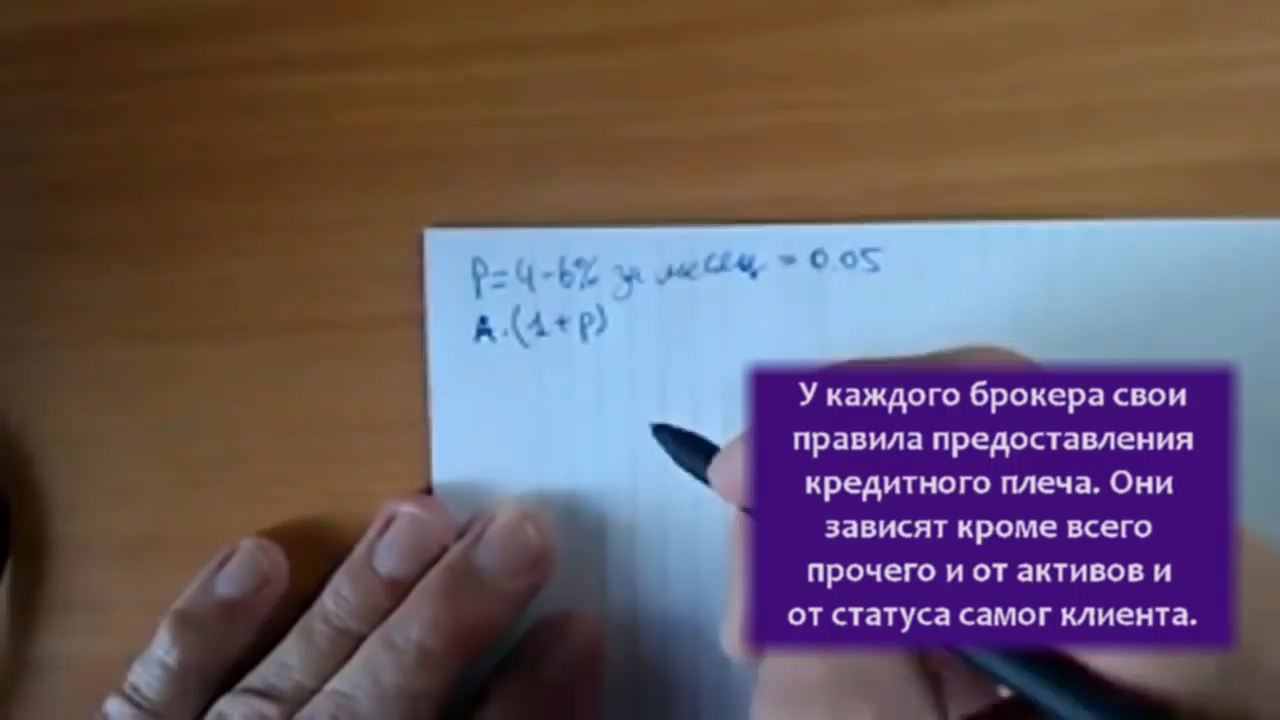 P=4-6% за месяц = 0.05
A.(1+p)
У каждого брокера свои
правила предоставления
кредитного плеча. Они
зависят кроме всего
прочего и от активов и
от статуса самог клиента.